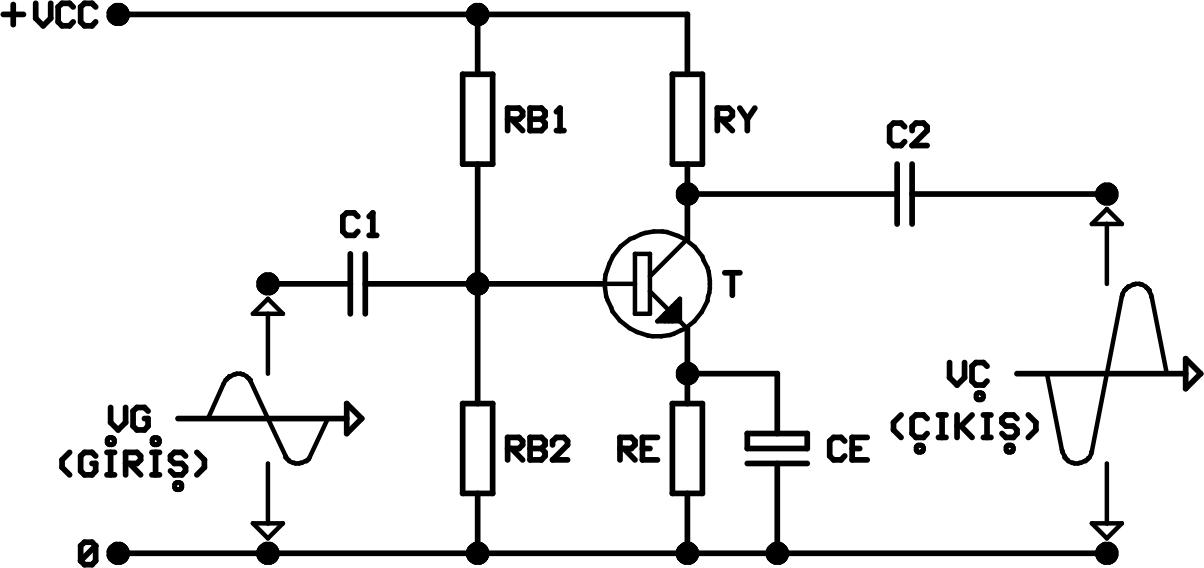 +VCC
RB1
RY
C2
C1
T
VG
(GİRİŞ)
RB2
RE
CE
VÇ
(ÇIKIŞ)
0